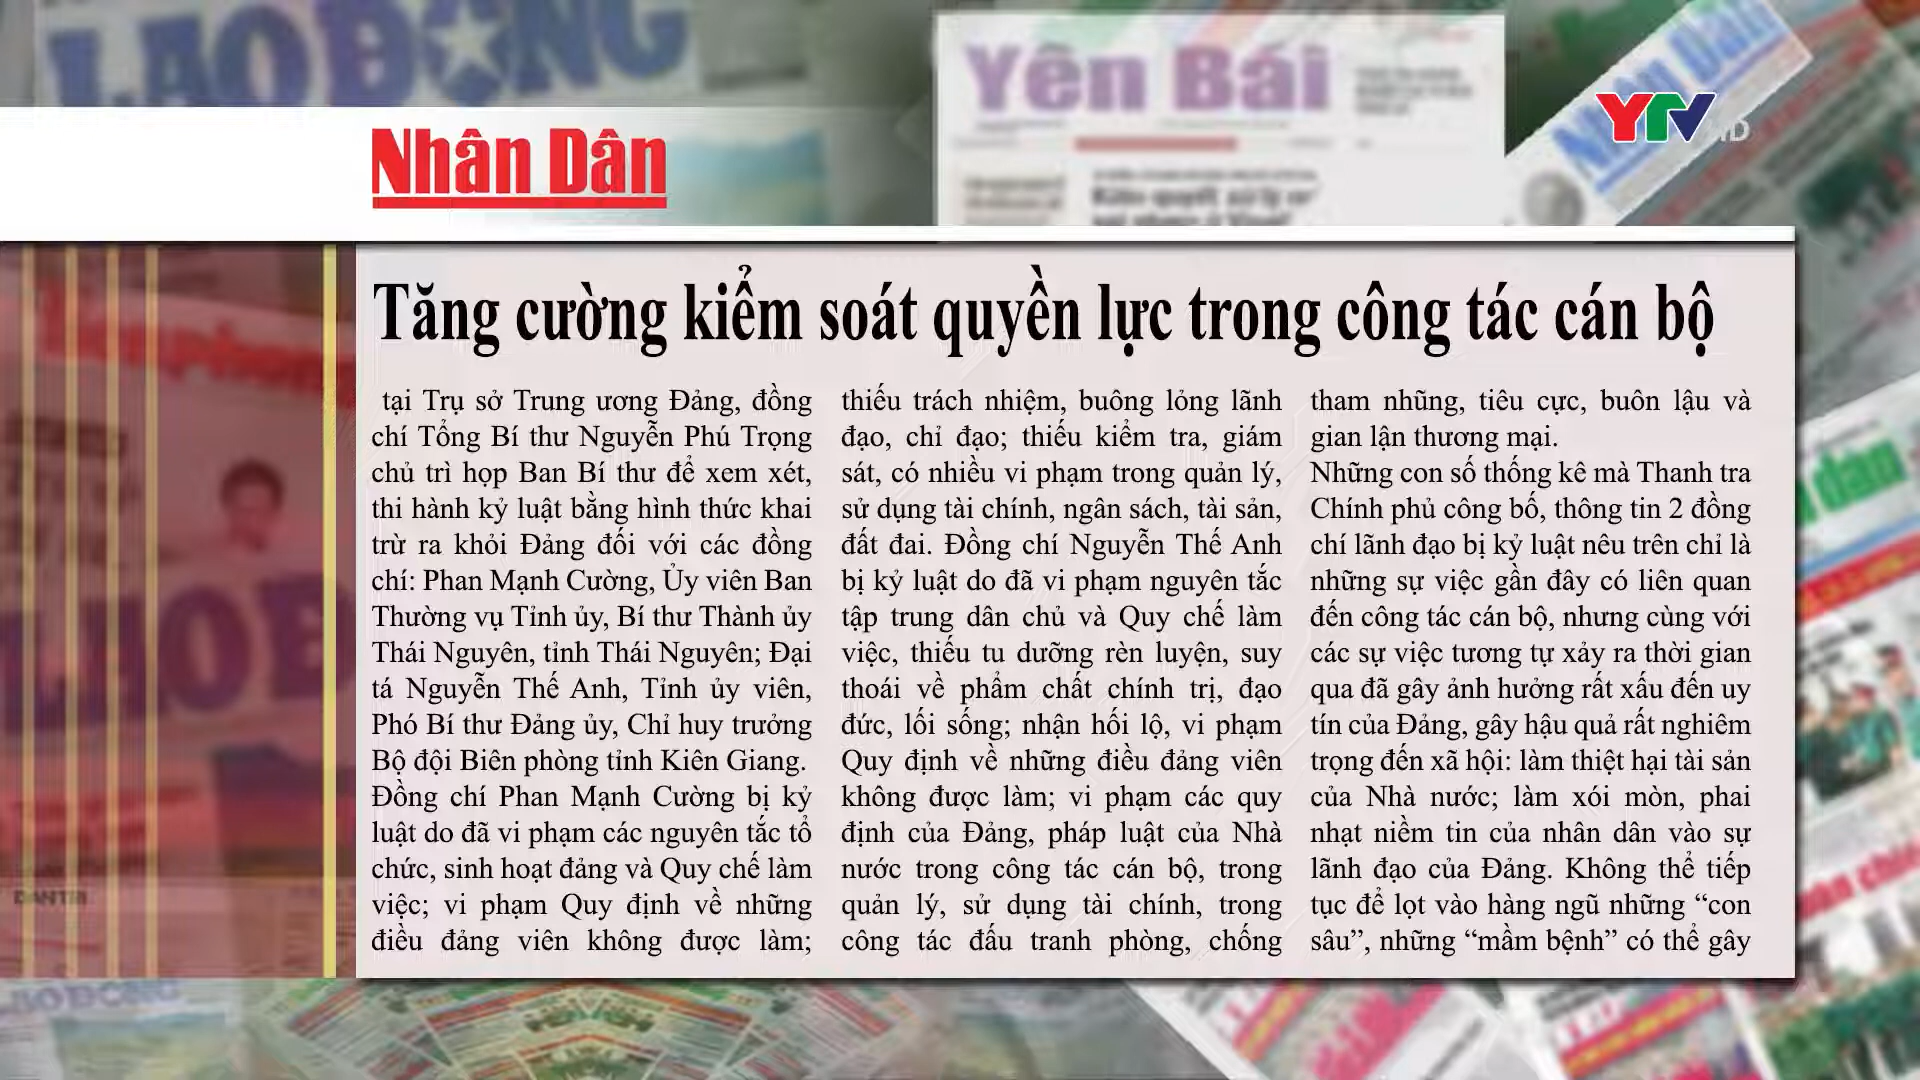 LAO ĐỘNG
Yên Bái
Nhân Dân
YTV HD
Nhân Dân
Tăng cường kiểm soát quyền lực trong công tác cán bộ
tại Trụ sở Trung ương Đảng, đồng
chí Tổng Bí thư Nguyễn Phú Trọng
chủ trì họp Ban Bí thư để xem xét,
thi hành kỷ luật bằng hình thức khai
trừ ra khỏi Đảng đối với các đồng
chí: Phan Mạnh Cường, Ủy viên Ban
Thường vụ Tỉnh ủy, Bí thư Thành ủy
Thái Nguyên, tỉnh Thái Nguyên; Đại
tá Nguyễn Thế Anh, Tỉnh ủy viên,
Phó Bí thư Đảng ủy, Chỉ huy trưởng
Bộ đội Biên phòng tỉnh Kiên Giang.
Đồng chí Phan Mạnh Cường bị kỷ
luật do đã vi phạm các nguyên tắc tổ
chức, sinh hoạt đảng và Quy chế làm
việc; vi phạm Quy định về những
điều đảng viên không được làm;
thiếu trách nhiệm, buông lỏng lãnh
đạo, chỉ đạo; thiếu kiểm tra, giám
sát, có nhiều vi phạm trong quản lý,
sử dụng tài chính, ngân sách, tài sản,
đất đai. Đồng chí Nguyễn Thế Anh
bị kỷ luật do đã vi phạm nguyên tắc
tập trung dân chủ và Quy chế làm
việc, thiếu tu dưỡng rèn luyện, suy
thoái về phẩm chất chính trị, đạo
đức, lối sống; nhận hối lộ, vi phạm
Quy định về những điều đảng viên
không được làm; vi phạm các quy
định của Đảng, pháp luật của Nhà
nước trong công tác cán bộ, trong
quản lý, sử dụng tài chính, trong
công tác đấu tranh phòng, chống
tham nhũng, tiêu cực, buôn lậu và
gian lận thương mại.
Những con số thống kê mà Thanh tra
Chính phủ công bố, thông tin 2 đồng
chí lãnh đạo bị kỷ luật nêu trên chỉ là
những sự việc gần đây có liên quan
đến công tác cán bộ, nhưng cùng với
các sự việc tương tự xảy ra thời gian
qua đã gây ảnh hưởng rất xấu đến uy
tín của Đảng, gây hậu quả rất nghiêm
trọng đến xã hội: làm thiệt hại tài sản
của Nhà nước; làm xói mòn, phai
nhạt niềm tin của nhân dân vào sự
lãnh đạo của Đảng. Không thể tiếp
tục để lọt vào hàng ngũ những “con
sâu”, những “mầm bệnh” có thể gây